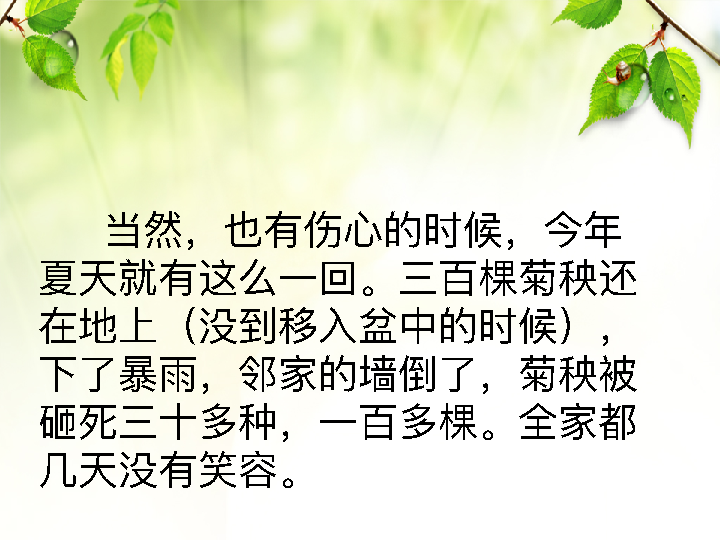 当然，也有伤心的时候，今年
夏天就有这么一回。三百棵菊秧还
在地上（没到移入盆中的时候），
下了暴雨，邻家的墙倒了，菊秧被
砸死三十多种，一百多棵。全家都
几天没有笑容。